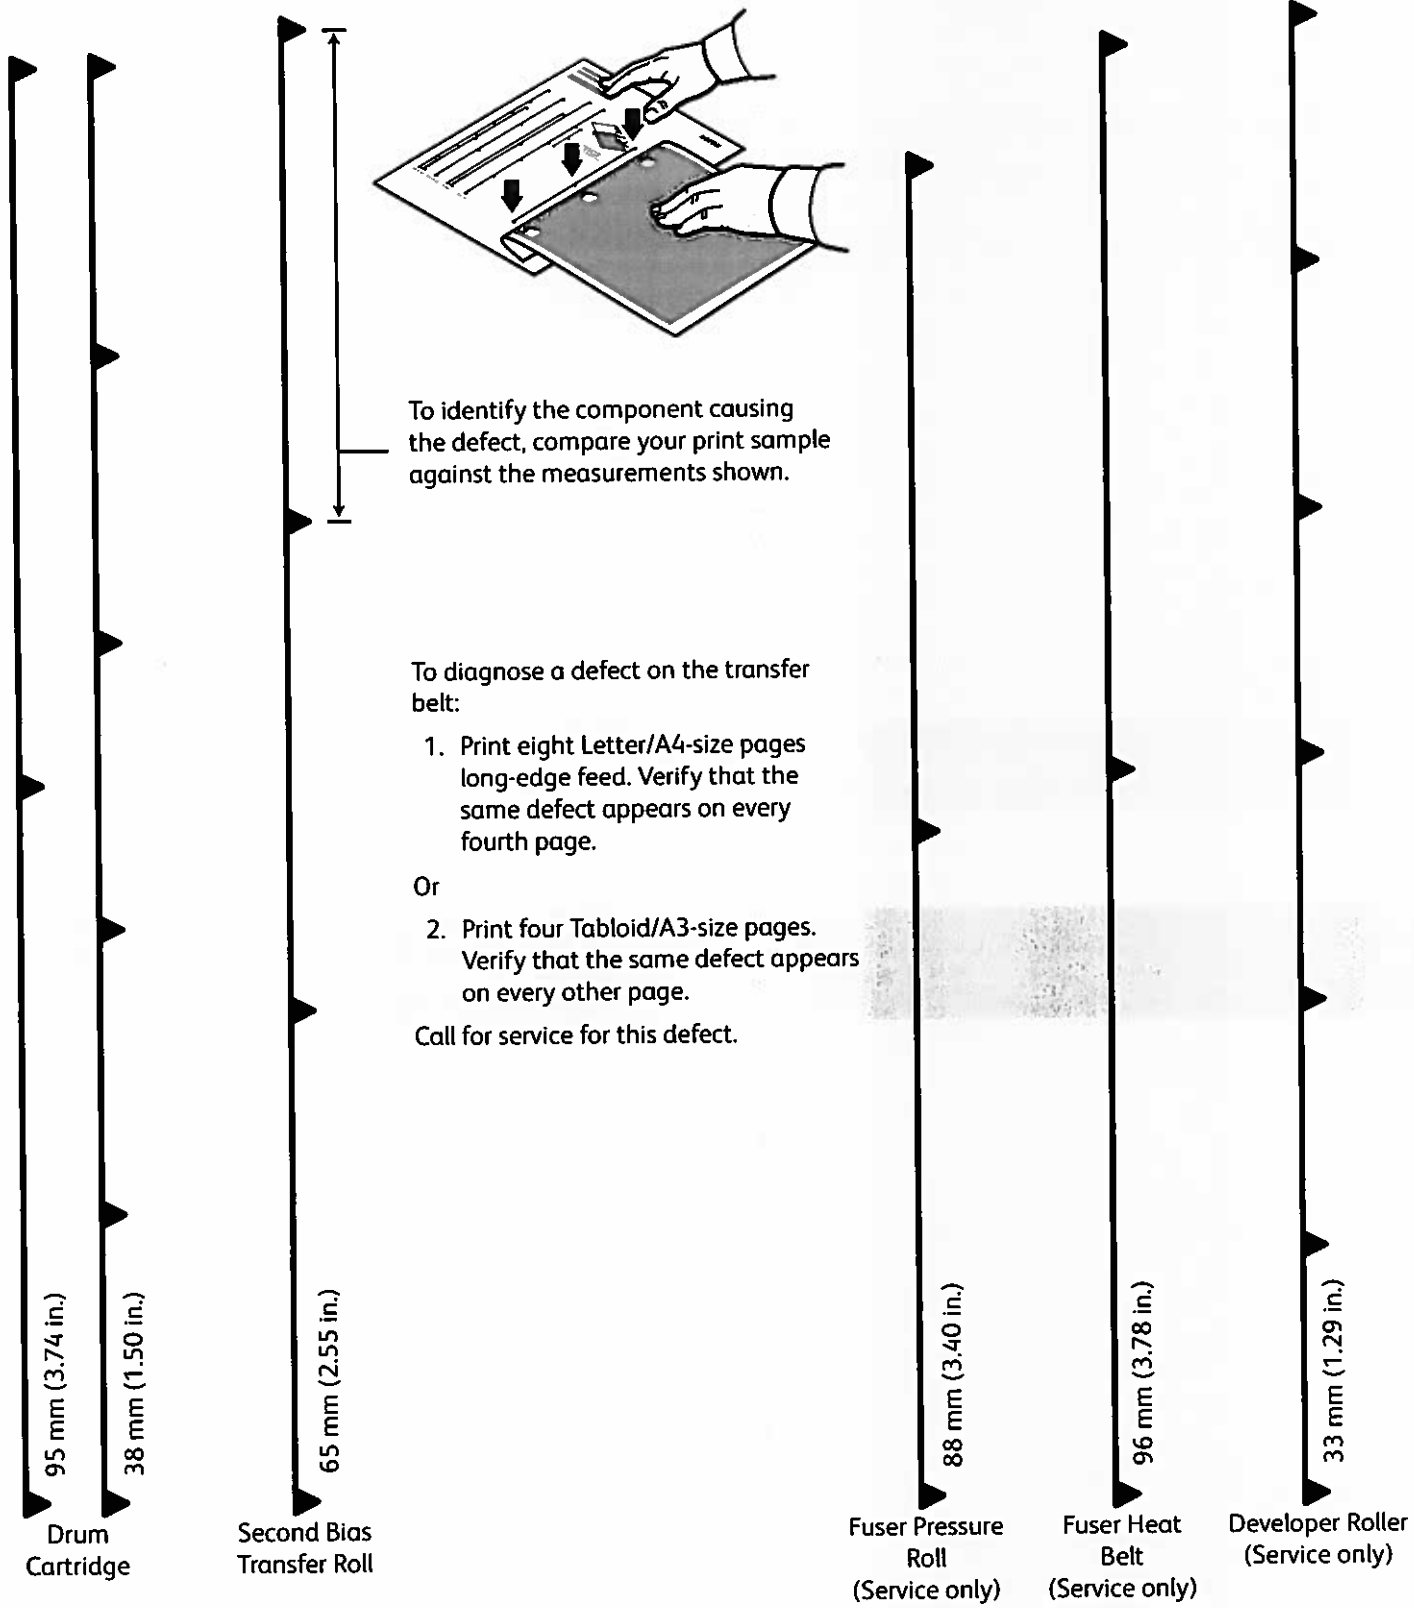 To identify the component causing
the defect, compare your print sample
against the measurements shown.
To diagnose a defect on the transfer
belt:
1. Print eight Letter/A4-size pages
long-edge feed. Verify that the
same defect appears on every
fourth page.
Or
2. Print four Tabloid/A3-size pages.
Verify that the same defect appears
on every other page.
Call for service for this defect.
95 mm (3.74 in.)
38 mm (1.50 in.)
65 mm (2.55 in.)
88 mm (3.40 in.)
96 mm (3.78 in.)
33 mm (1.29 in.)
Drum
Cartridge
Second Bias
Transfer Roll
Fuser Pressure
Roll
(Service only)
Fuser Heat
Belt
(Service only)
Developer Roller
(Service only)